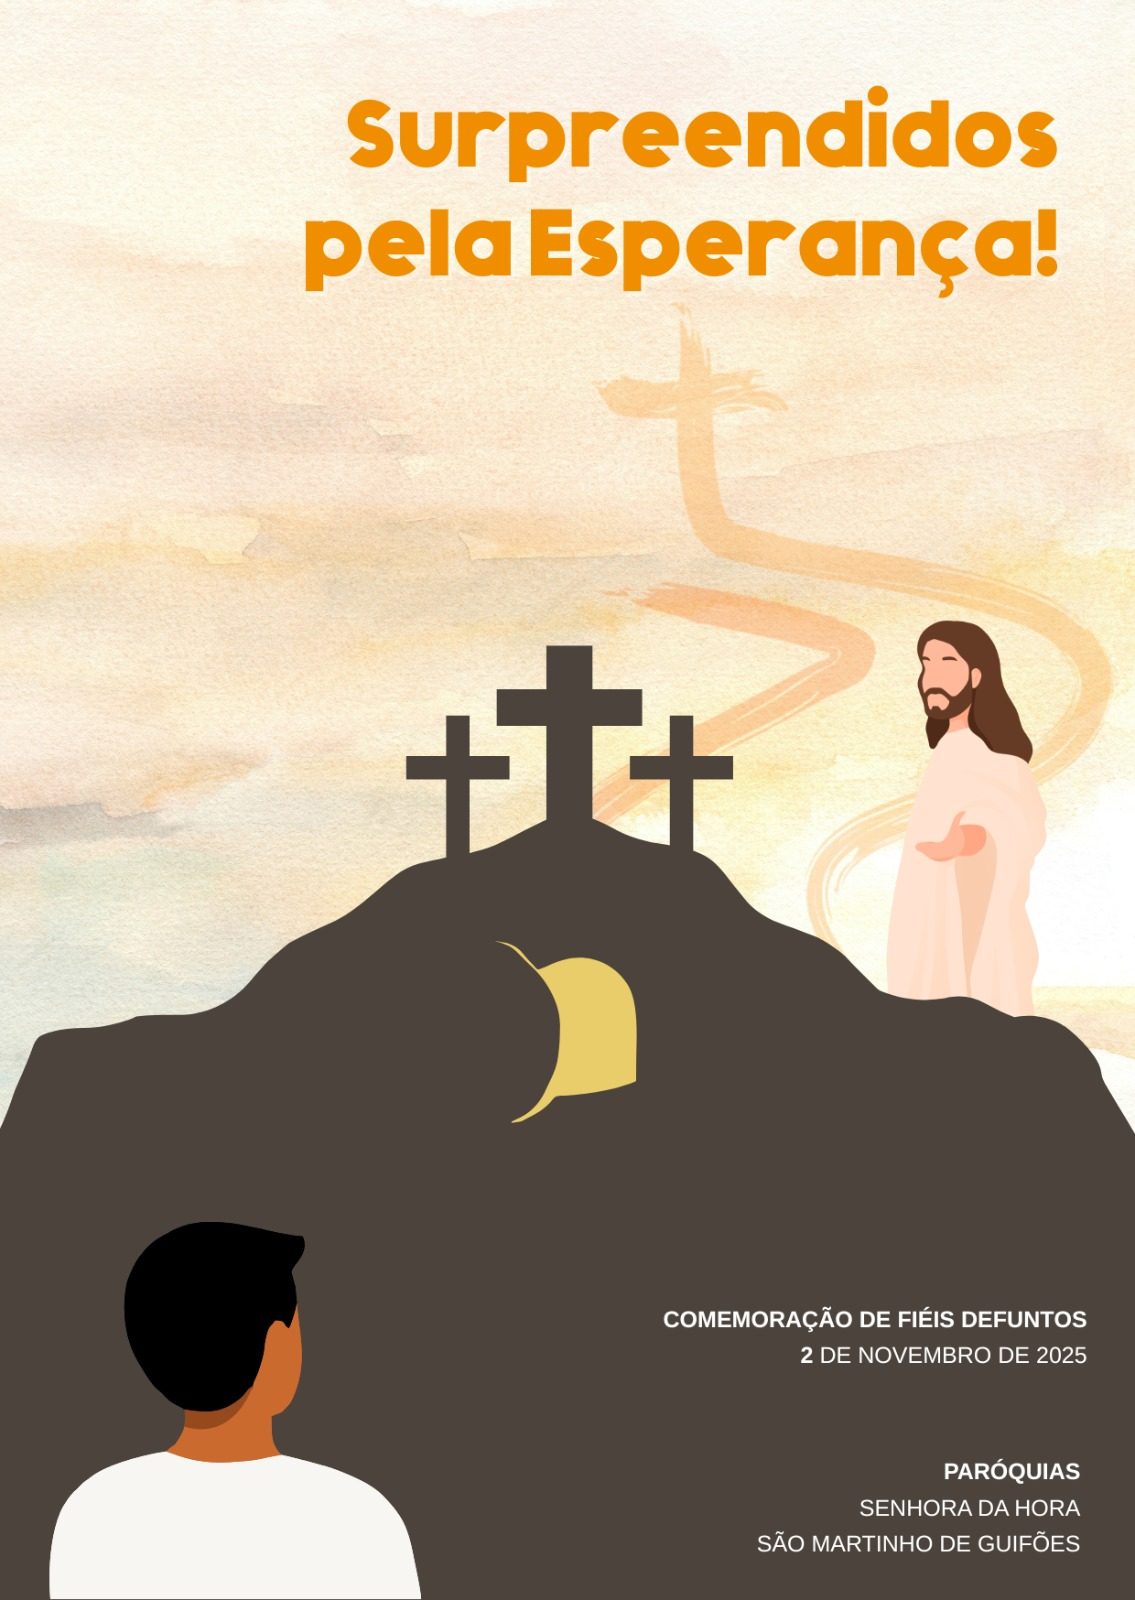 Surpreendidos
pela Esperança!
COMEMORAÇÃO DE FIÉIS DEFUNTOS
2 DE NOVEMBRO DE 2025
PARÓQUIAS
SENHORA DA HORA
SÃO MARTINHO DE GUIFÕES